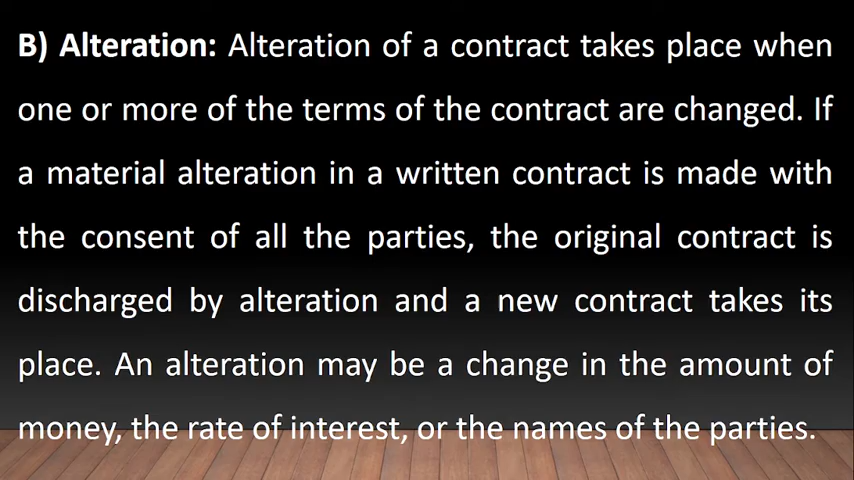 B) Alteration: Alteration of a contract takes place when
one or more of the terms of the contract are changed. If
a material alteration in a written contract is made with
the consent of all the parties, the original contract is
discharged by alteration and a new contract takes its
place. An alteration may be a change in the amount of
money, the rate of interest, or the names of the parties.